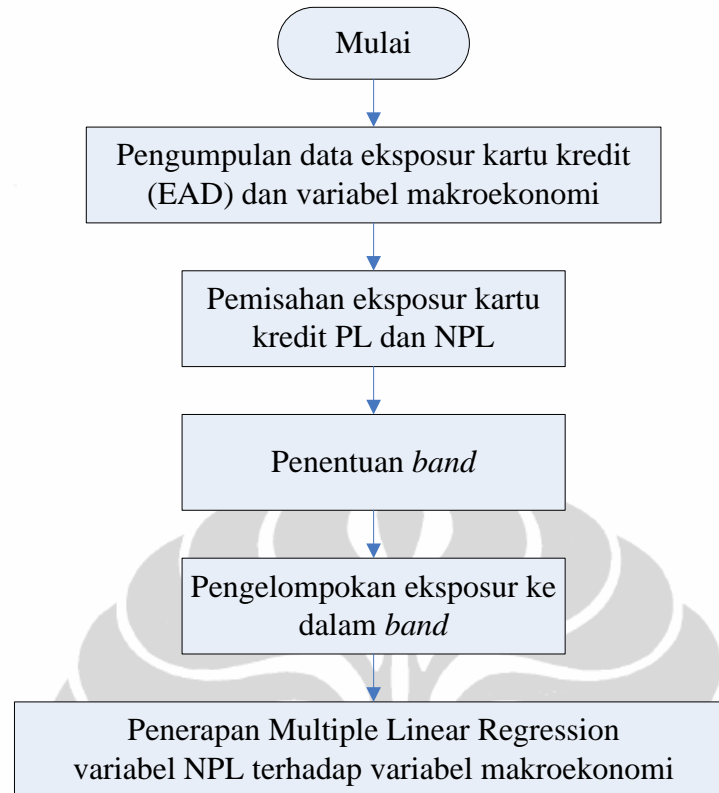 Mulai
Pengumpulan data eksposur kartu kredit
(EAD) dan variabel makroekonomi
Pemisahan eksposur kartu
kredit PL dan NPL
Penentuan band
Pengelompokan eksposur ke
dalam band
Penerapan Multiple Linear Regression
variabel NPL terhadap variabel makroekonomi